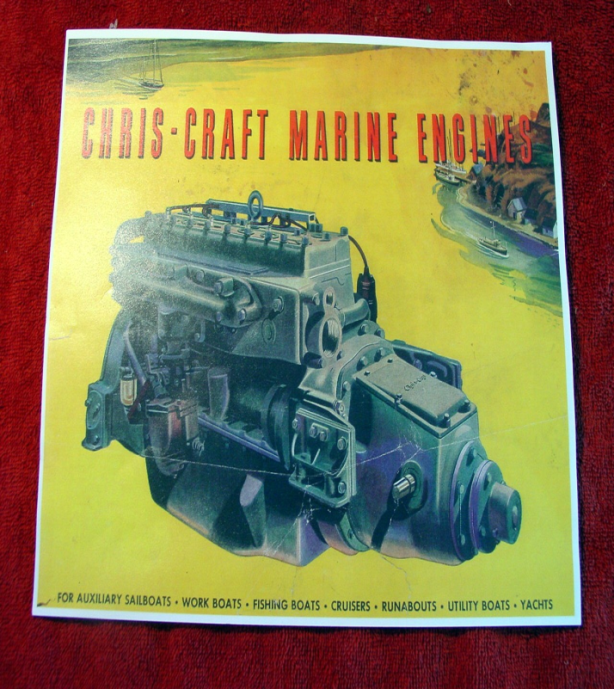 CHRIS-CRAFT MARINE ENGINES
FOR AUXILIARY SAILBOATS • WORK BOATS • FISHING BOATS • CRUISERS • RUNABOUTS • UTILITY BOATS • YACHTS